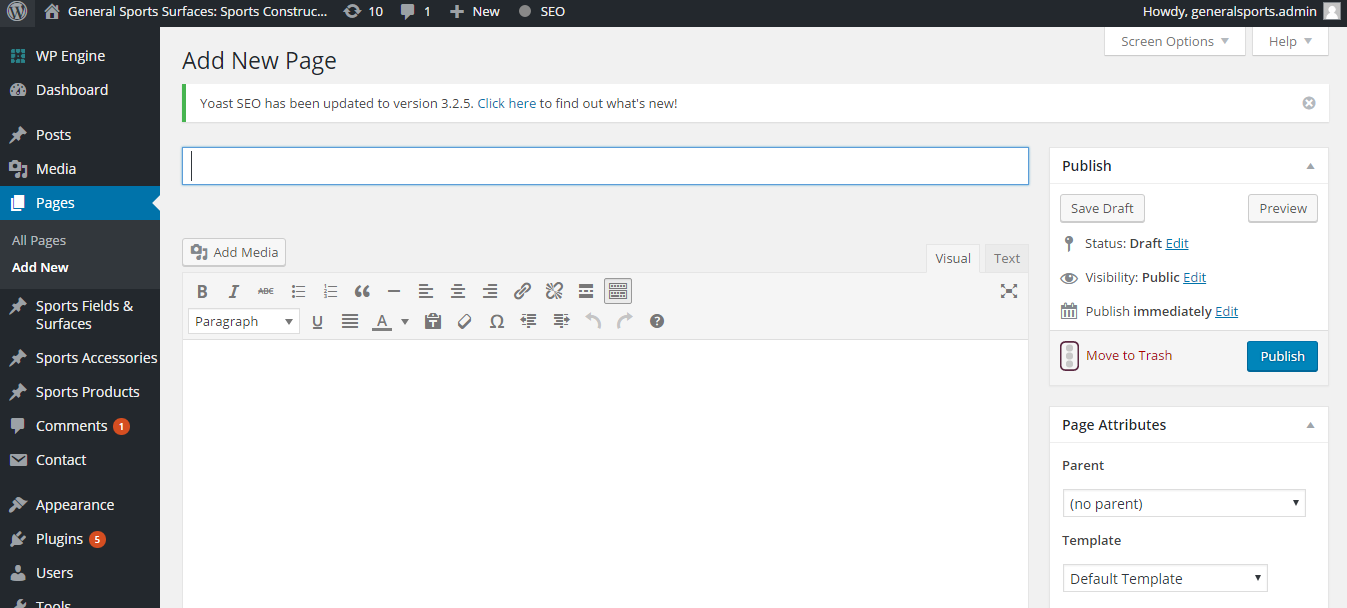 General Sports Surfaces: Sports Construc... 10 1 New SEO Howdy, generalsports.admin
WP Engine
Dashboard
Posts
Media
Pages
All Pages
Add New
Sports Fields &
Surfaces
Sports Accessories
Sports Products
Comments 1
Contact
Appearance
Plugins 5
Users
Tools
Screen Options Help
Add New Page
Yoast SEO has been updated to version 3.2.5. Click here to find out what's new!
Add Media
Visual Text
B I ABC
Paragraph U A Ω
Publish
Save Draft Preview
Status: Draft Edit
Visibility: Public Edit
Publish immediately Edit
Move to Trash Publish
Page Attributes
Parent
(no parent)
Template
Default Template